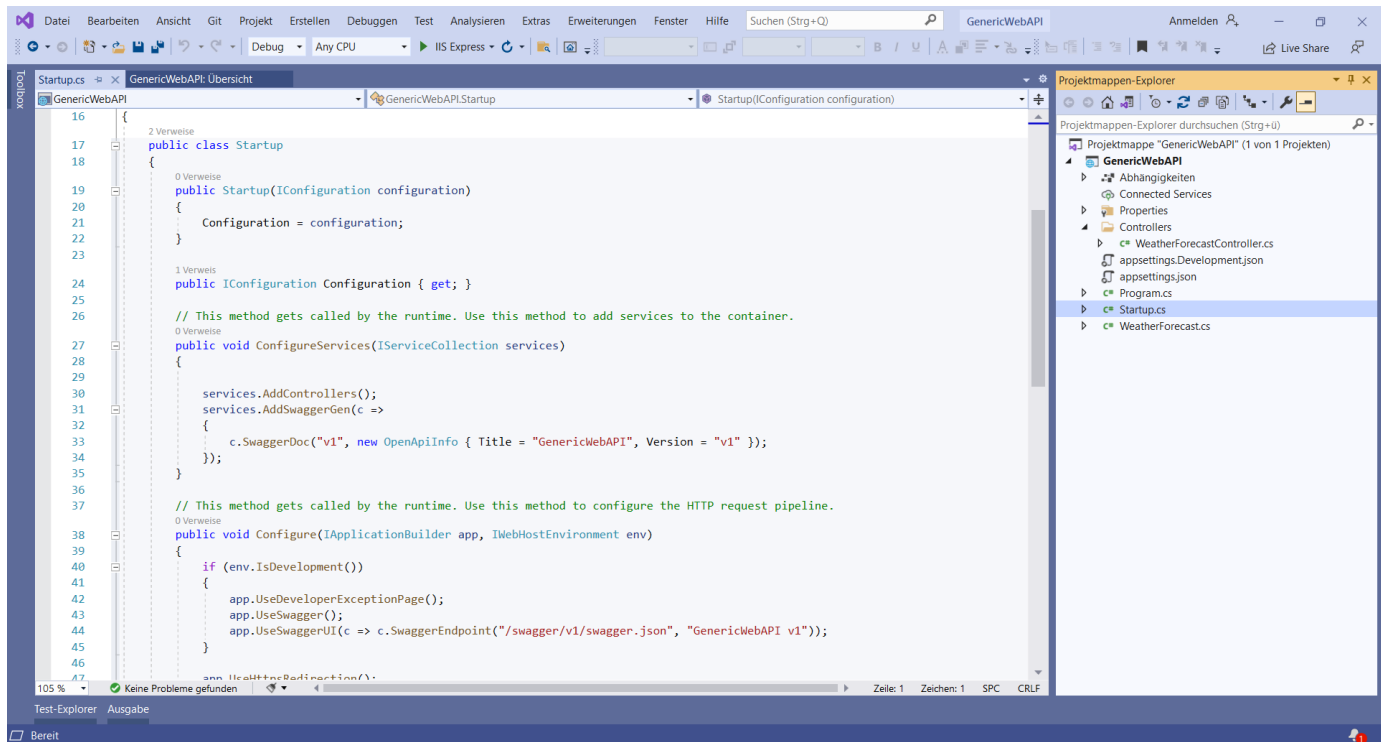 Datei Bearbeiten Ansicht Git Projekt Erstellen Debuggen Test Analysieren Extras Erweiterungen Fenster Hilfe Suchen (Strg+Q) GenericWebAPI Anmelden
Debug Any CPU IIS Express B I U A Live Share
Toolbox
Startup.cs GenericWebAPI: Übersicht
GenericWebAPI GenericWebAPI.Startup Startup(IConfiguration configuration)
16 {
2 Verweise
17 public class Startup
18 {
0 Verweise
19 public Startup(IConfiguration configuration)
20 {
21 Configuration = configuration;
22 }
23
1 Verweis
24 public IConfiguration Configuration { get; }
25
26 // This method gets called by the runtime. Use this method to add services to the container.
0 Verweise
27 public void ConfigureServices(IServiceCollection services)
28 {
29
30 services.AddControllers();
31 services.AddSwaggerGen(c =>
32 {
33 c.SwaggerDoc("v1", new OpenApiInfo { Title = "GenericWebAPI", Version = "v1" });
34 });
35 }
36
37 // This method gets called by the runtime. Use this method to configure the HTTP request pipeline.
0 Verweise
38 public void Configure(IApplicationBuilder app, IWebHostEnvironment env)
39 {
40 if (env.IsDevelopment())
41 {
42 app.UseDeveloperExceptionPage();
43 app.UseSwagger();
44 app.UseSwaggerUI(c => c.SwaggerEndpoint("/swagger/v1/swagger.json", "GenericWebAPI v1"));
45 }
46
47 app.UseHttpsRedirection();
105 % Keine Probleme gefunden Zeile: 1 Zeichen: 1 SPC CRLF
Projektmappen-Explorer
Projektmappen-Explorer durchsuchen (Strg+ü)
Projektmappe "GenericWebAPI" (1 von 1 Projekten)
GenericWebAPI
Abhängigkeiten
Connected Services
Properties
Controllers
C# WeatherForecastController.cs
appsettings.Development.json
appsettings.json
C# Program.cs
C# Startup.cs
C# WeatherForecast.cs
Test-Explorer Ausgabe
Bereit 1